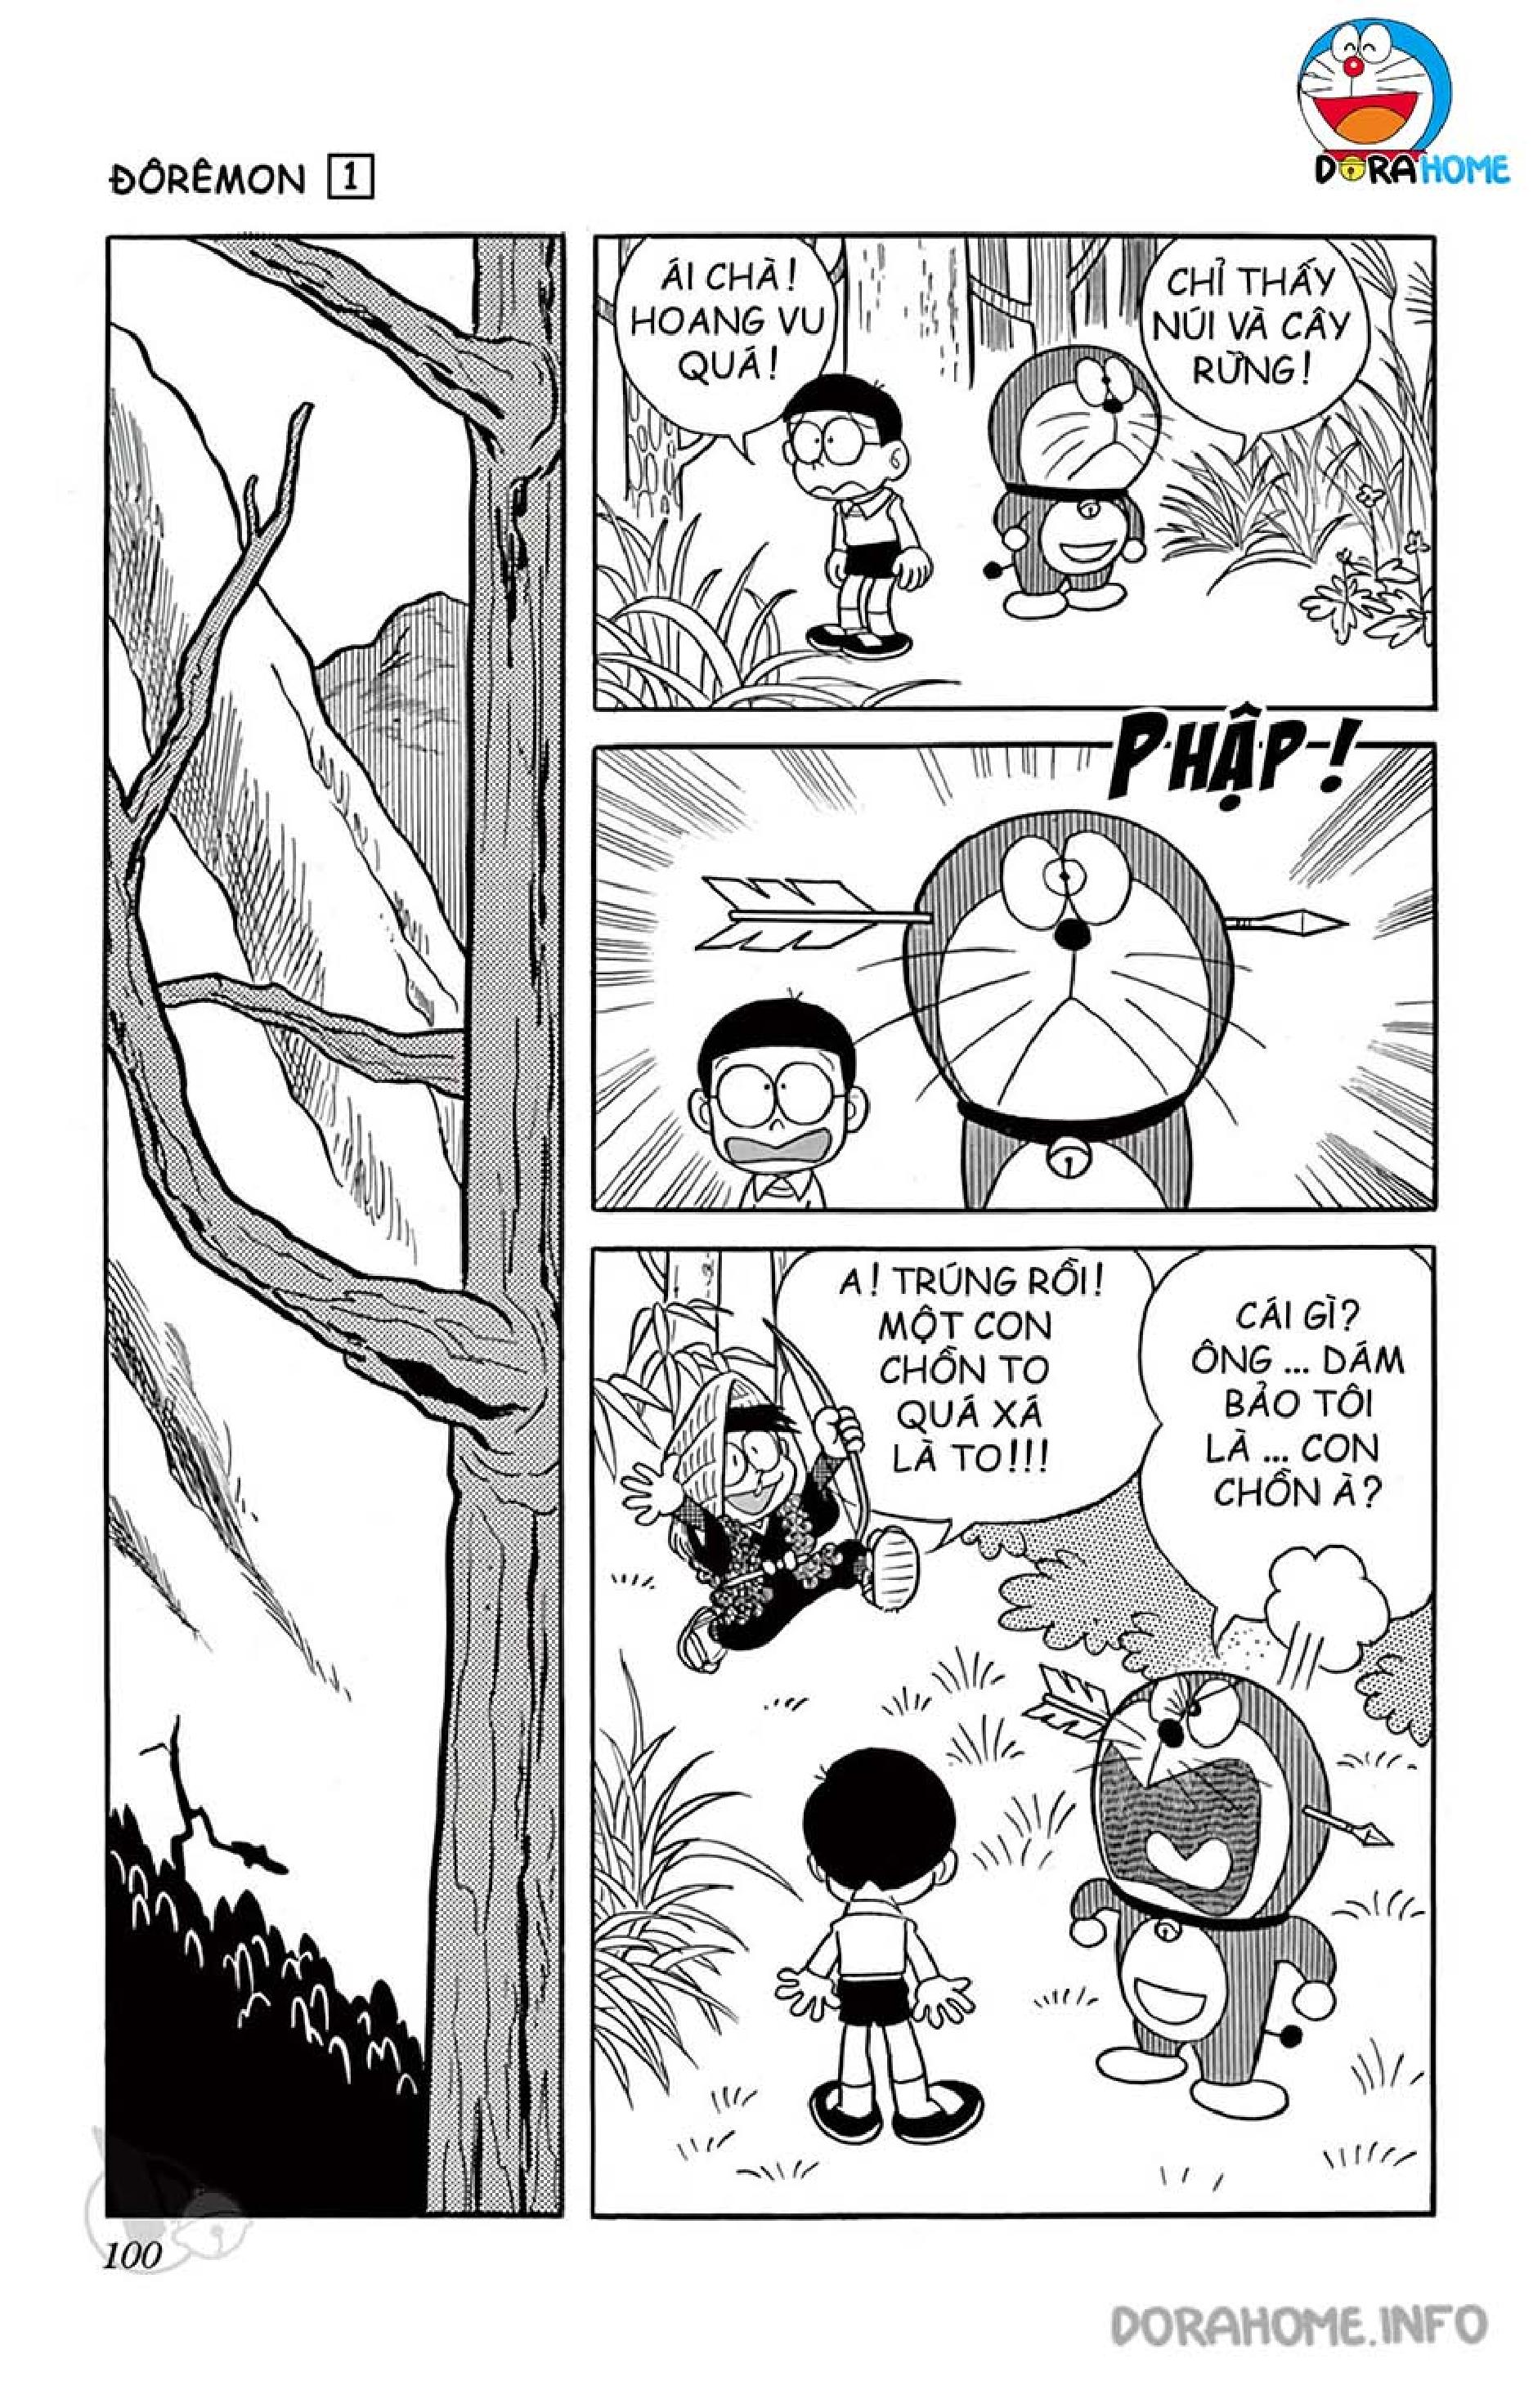 DORAHOME
ĐÔRÊMON 1
ÁI CHÀ!
HOANG VU
QUÁ!
CHỈ THẤY
NÚI VÀ CÂY
RỪNG!
PHẬP!
A! TRÚNG RỒI!
MỘT CON
CHỒN TO
QUÁ XÁ
LÀ TO!!!
CÁI GÌ?
ÔNG ... DÁM
BẢO TÔI
LÀ ... CON
CHỒN À?
100
DORAHOME.INFO